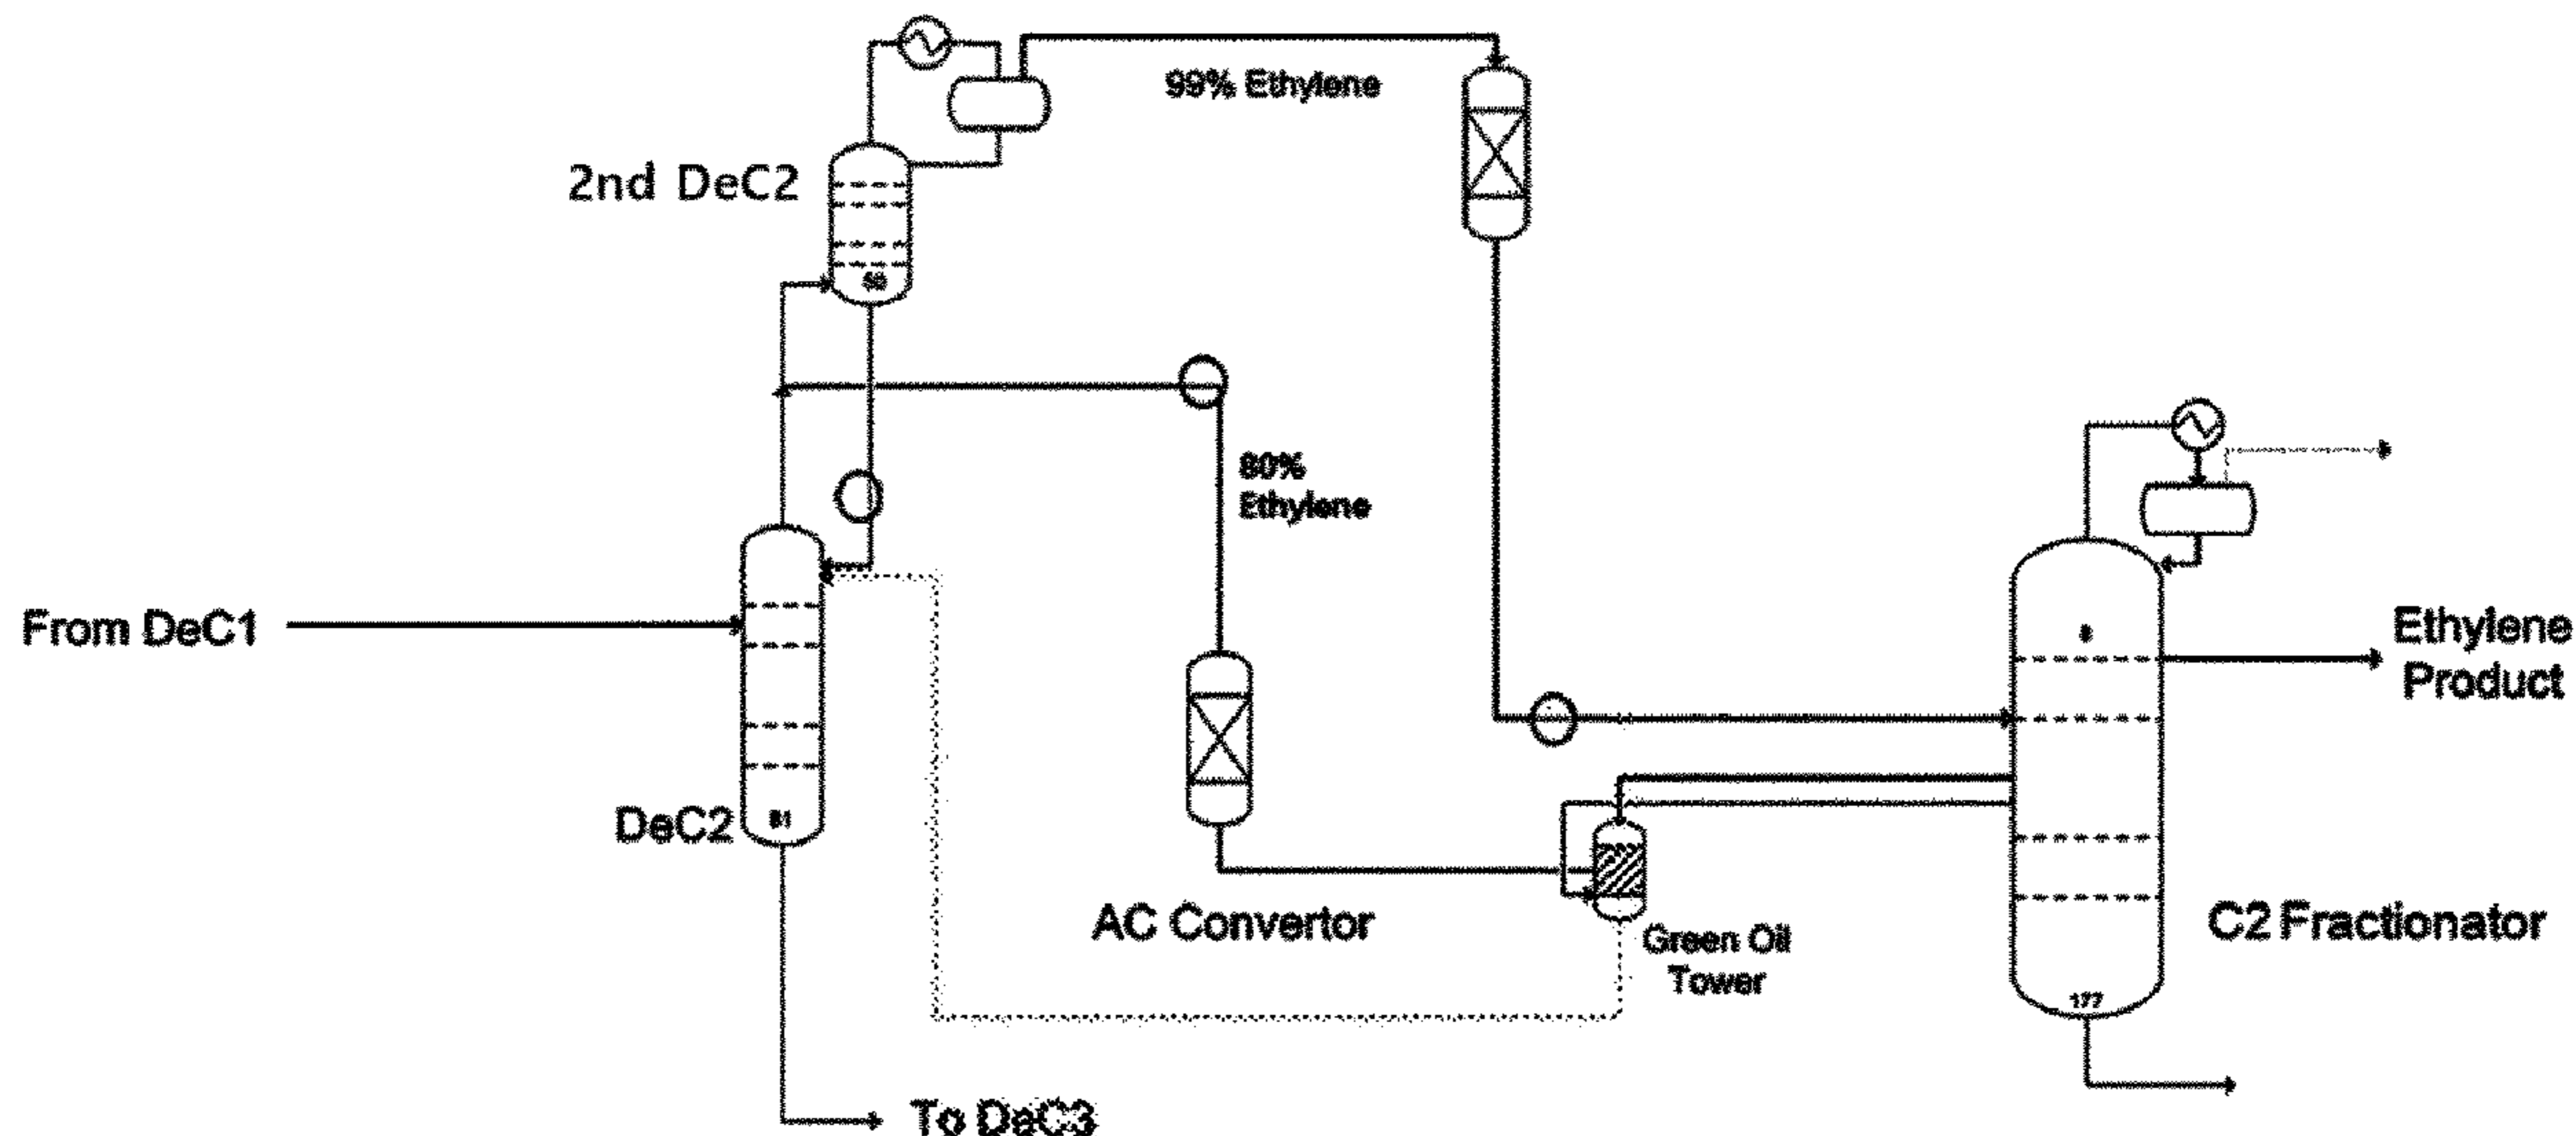 99% Ethylene
2nd DeC2
80%
Ethylene
From DeC1
Ethylene
Product
DeC2
AC Convertor
Green Oil
Tower
C2 Fractionator
177
To DeC3